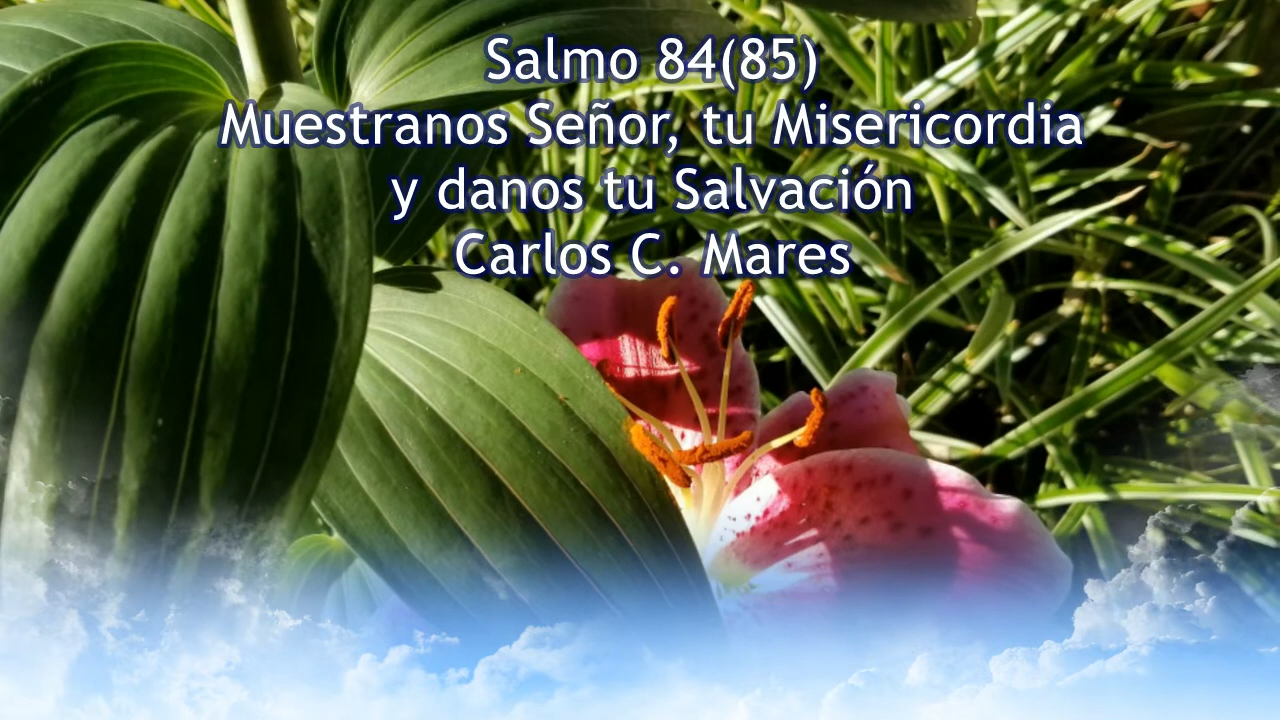 Salmo 84(85)
Muestranos Señor, tu Misericordia
y danos tu Salvación
Carlos C. Mares